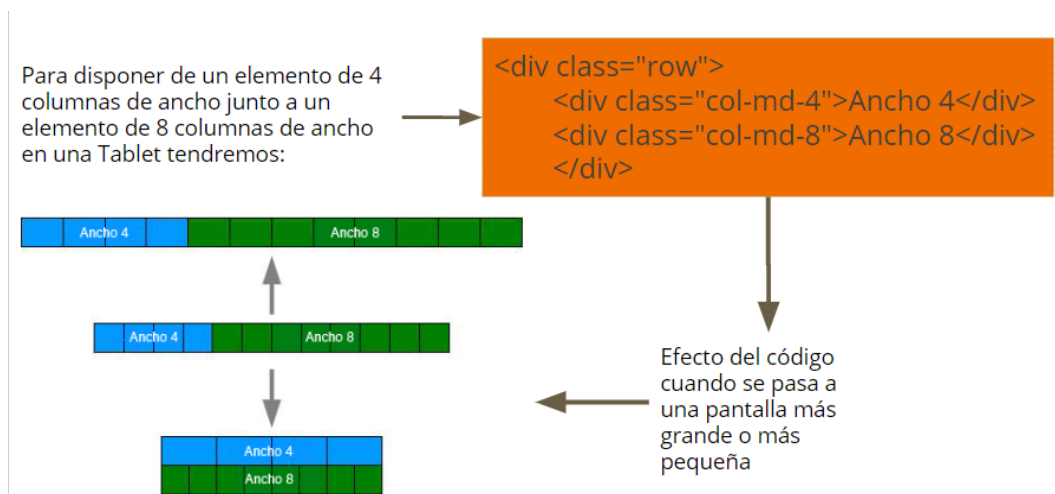 Para disponer de un elemento de 4
columnas de ancho junto a un
elemento de 8 columnas de ancho
en una Tablet tendremos:
<div class="row">
<div class="col-md-4">Ancho 4</div>
<div class="col-md-8">Ancho 8</div>
</div>
Ancho 4 Ancho 8
Ancho 4 Ancho 8
Ancho 4
Ancho 8
Efecto del código
cuando se pasa a
una pantalla más
grande o más
pequeña